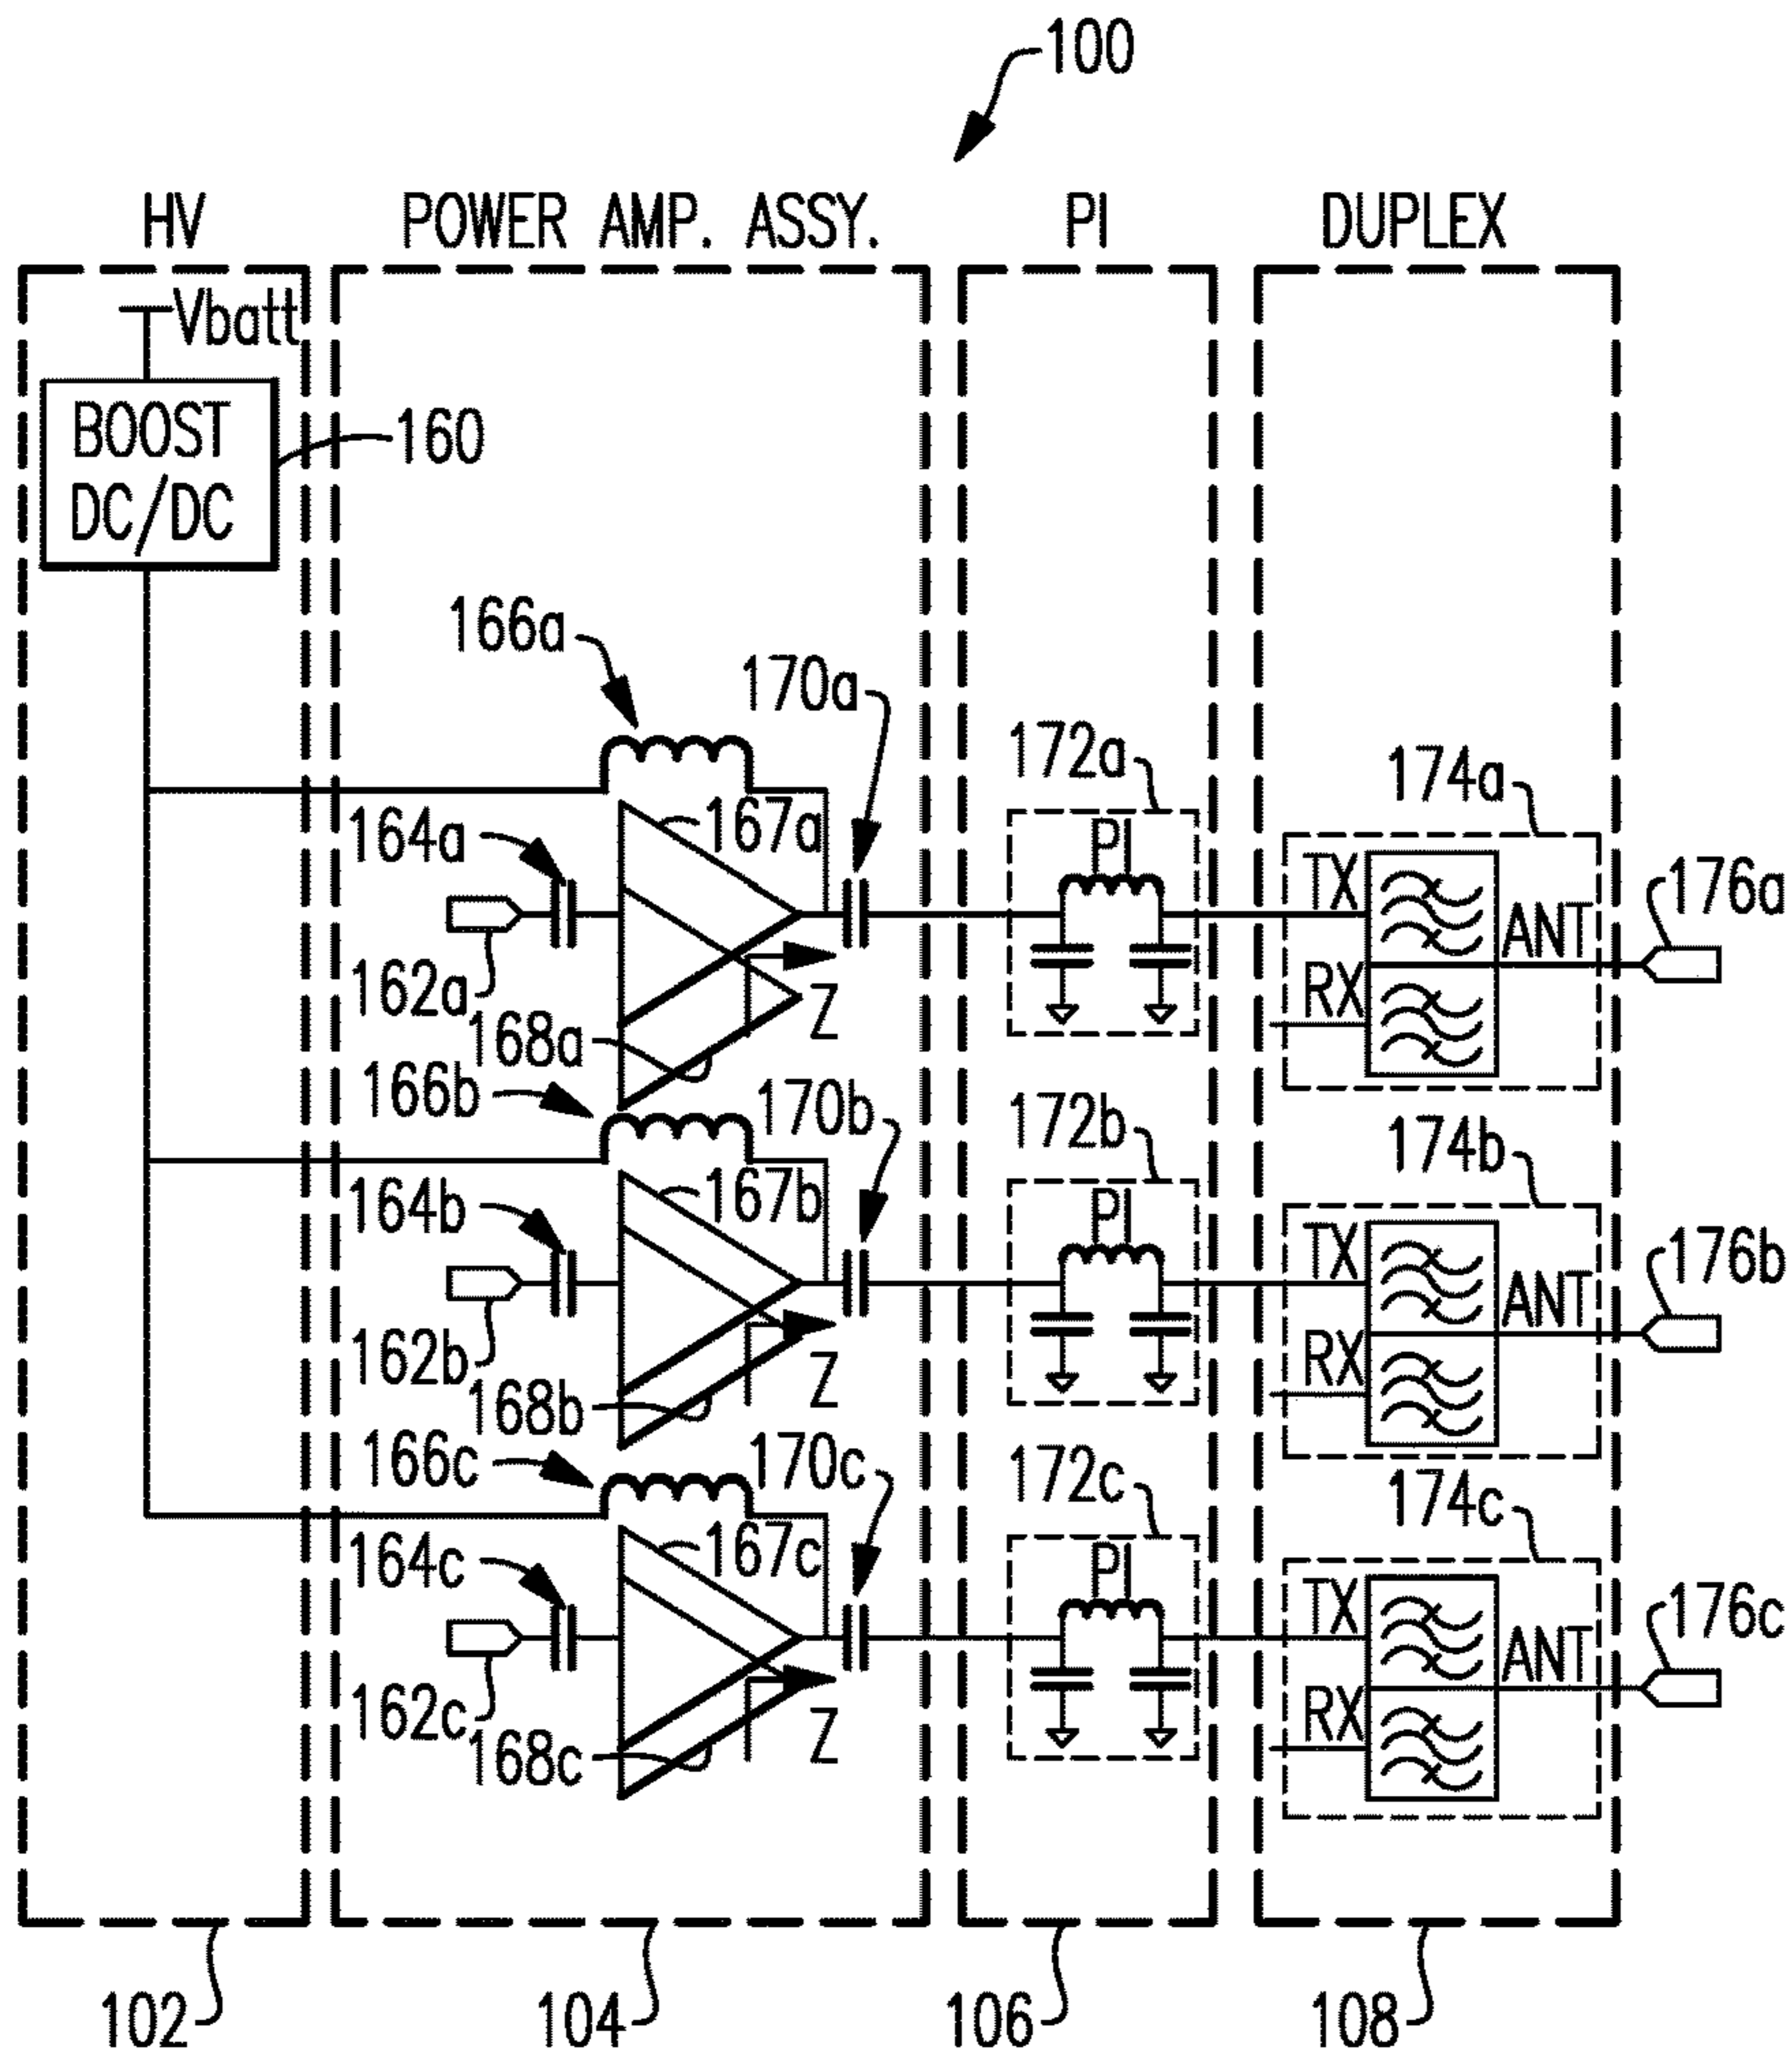 100
HV
POWER AMP. ASSY.
PI
DUPLEX
Vbatt
BOOST
DC/DC
160
166a
170a
172a
174a
164a
167a
PI
TX
176a
ANT
162a
RX
168a
Z
166b
170b
172b
174b
164b
167b
PI
TX
176b
ANT
162b
RX
168b
Z
166c
170c
172c
174c
164c
167c
PI
TX
176c
ANT
162c
RX
168c
Z
102
104
106
108